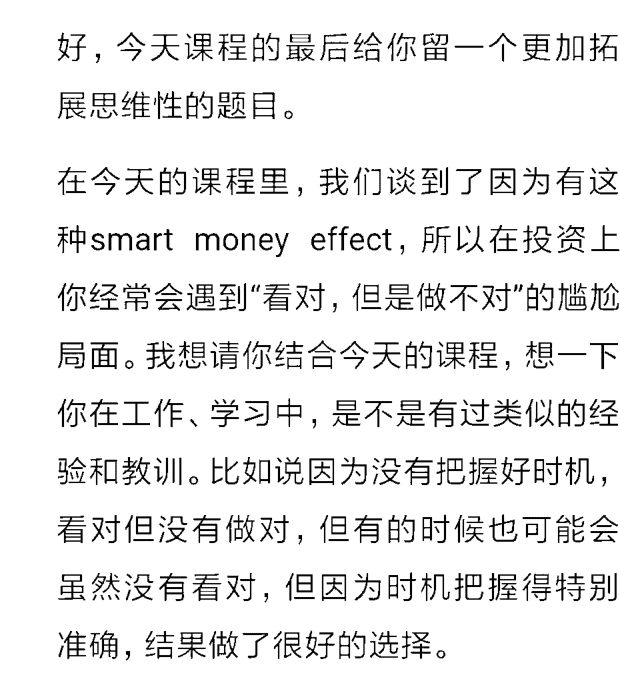 好，今天课程的最后给你留一个更加拓
展思维性的题目。
在今天的课程里，我们谈到了因为有这
种smart money effect，所以在投资上
你经常会遇到“看对，但是做不对”的尴尬
局面。我想请你结合今天的课程，想一下
你在工作、学习中，是不是有过类似的经
验和教训。比如说因为没有把握好时机，
看对但没有做对，但有的时候也可能会
虽然没有看对，但因为时机把握得特别
准确，结果做了很好的选择。